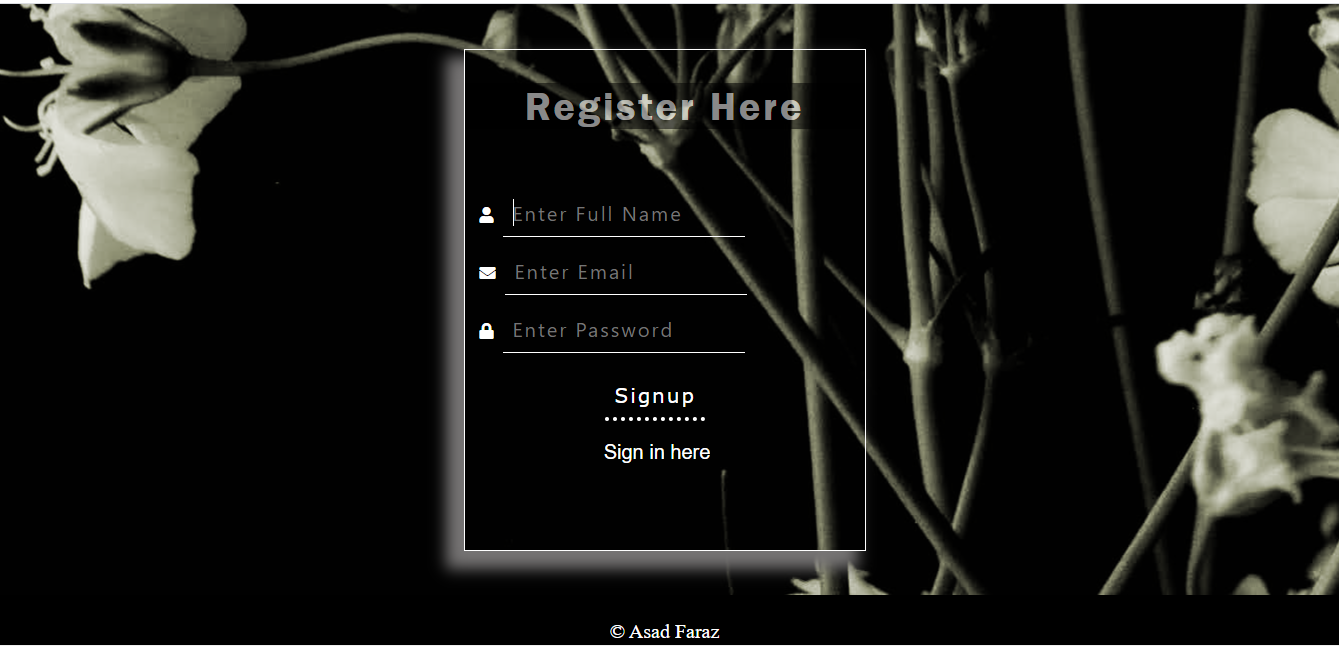 Register Here
Enter Full Name
Enter Email
Enter Password
Signup
Sign in here
© Asad Faraz